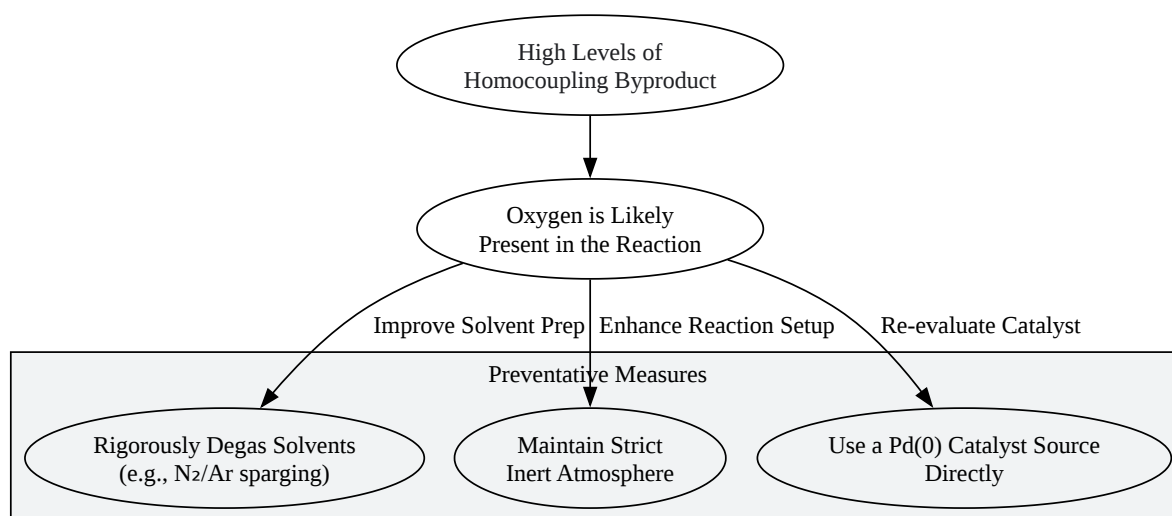 High Levels of
Homocoupling Byproduct
Oxygen is Likely
Present in the Reaction
Improve Solvent Prep
Enhance Reaction Setup
Re-evaluate Catalyst
Preventative Measures
Rigorously Degas Solvents
(e.g., N₂/Ar sparging)
Maintain Strict
Inert Atmosphere
Use a Pd(0) Catalyst Source
Directly